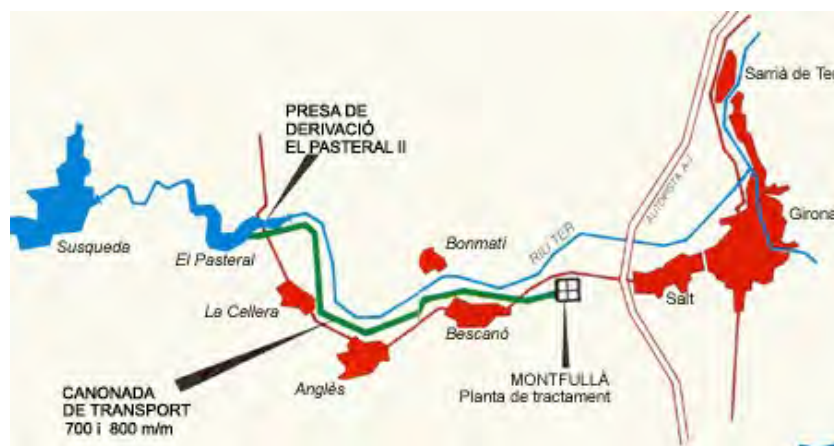 Sarrià de Ter
PRESA DE
DERIVACIÓ
EL PASTERAL II
AUTOPISTA A-7
Girona
Susqueda
El Pasteral
Bonmatí
RIU TER
La Cellera
Salt
Bescanó
Anglès
MONTFULLÀ
Planta de tractament
CANONADA
DE TRANSPORT
700 i 800 m/m